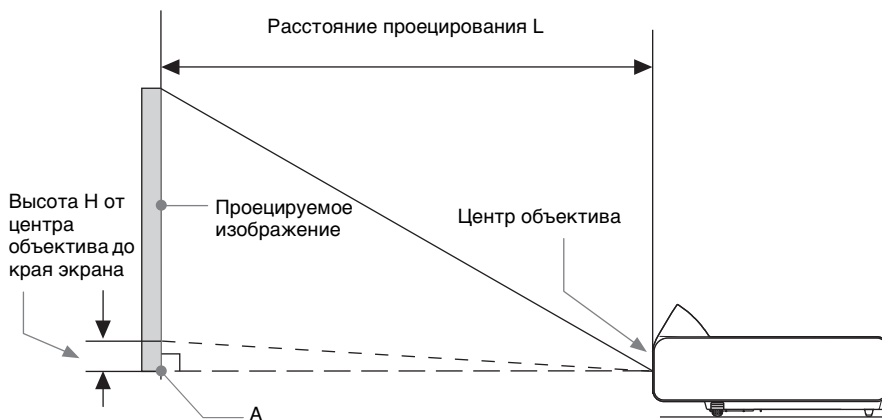 Расстояние проецирования L
Высота H от
центра
объектива до
края экрана
Проецируемое
изображение
Центр объектива
A